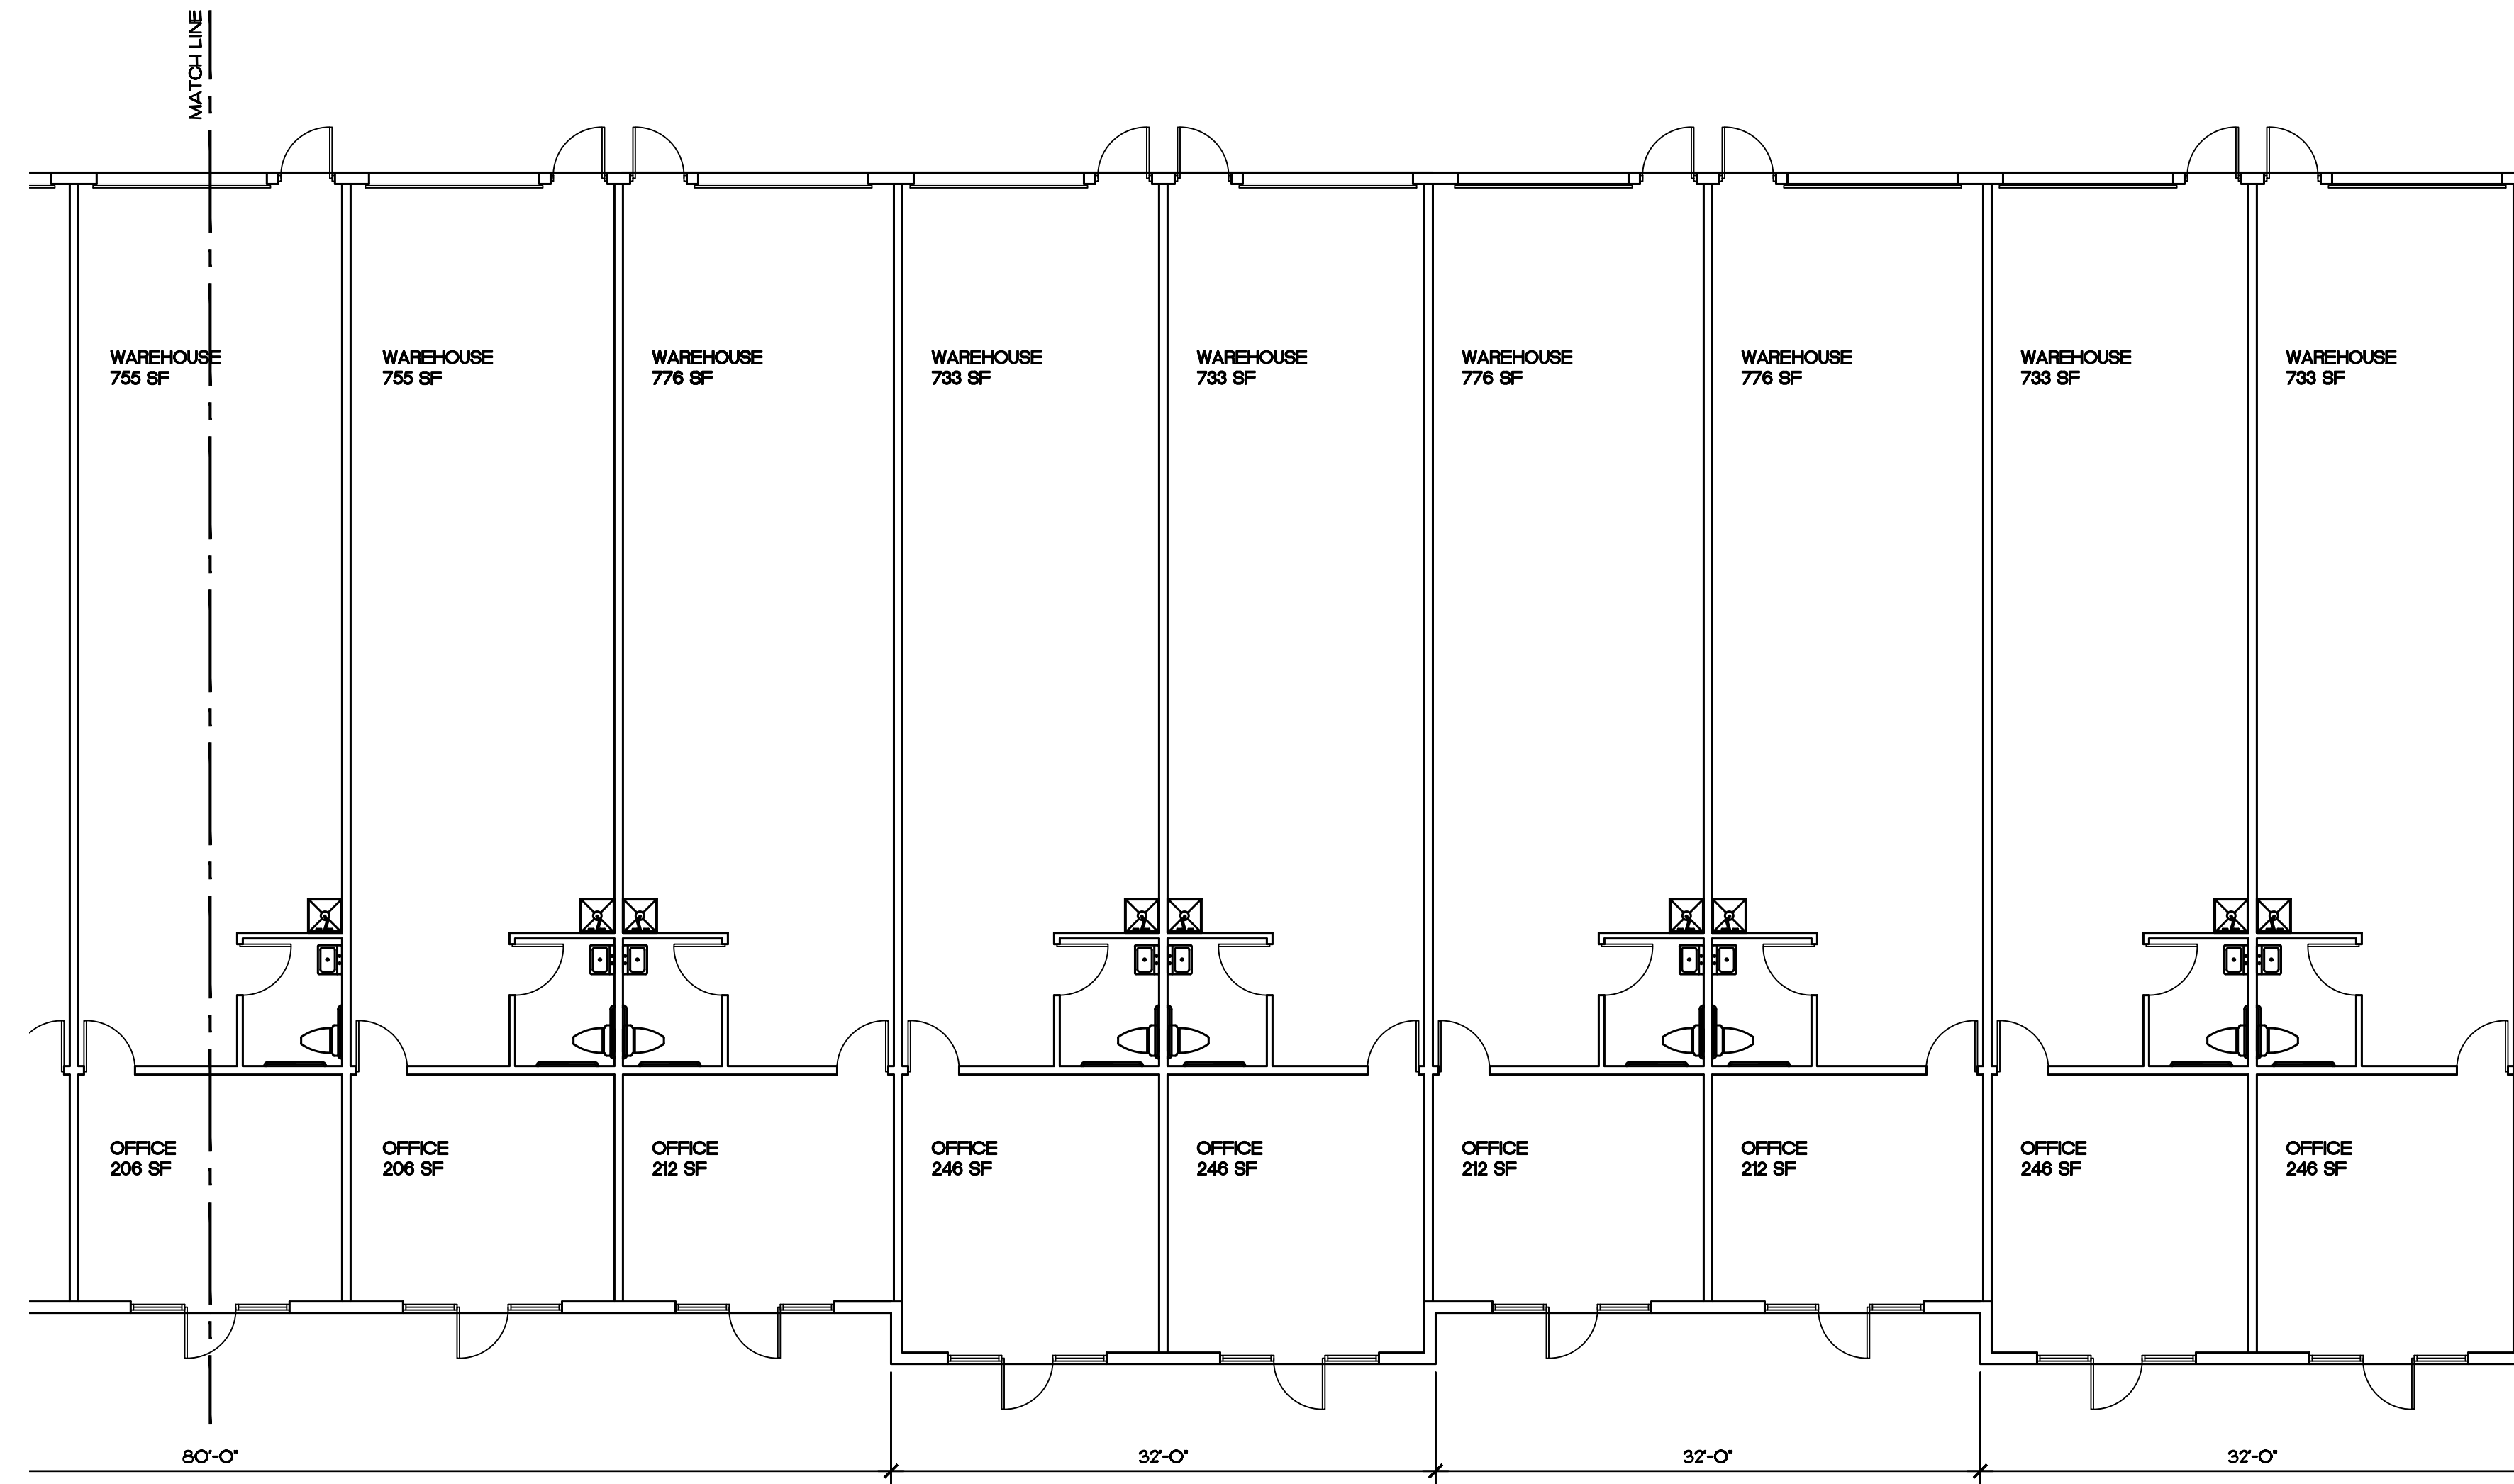 MATCH LINE
WAREHOUSE
755 SF
WAREHOUSE
755 SF
WAREHOUSE
776 SF
WAREHOUSE
733 SF
WAREHOUSE
733 SF
WAREHOUSE
776 SF
WAREHOUSE
776 SF
WAREHOUSE
733 SF
WAREHOUSE
733 SF
OFFICE
206 SF
OFFICE
206 SF
OFFICE
212 SF
OFFICE
246 SF
OFFICE
246 SF
OFFICE
212 SF
OFFICE
212 SF
OFFICE
246 SF
OFFICE
246 SF
80'-0"
32'-0"
32'-0"
32'-0"